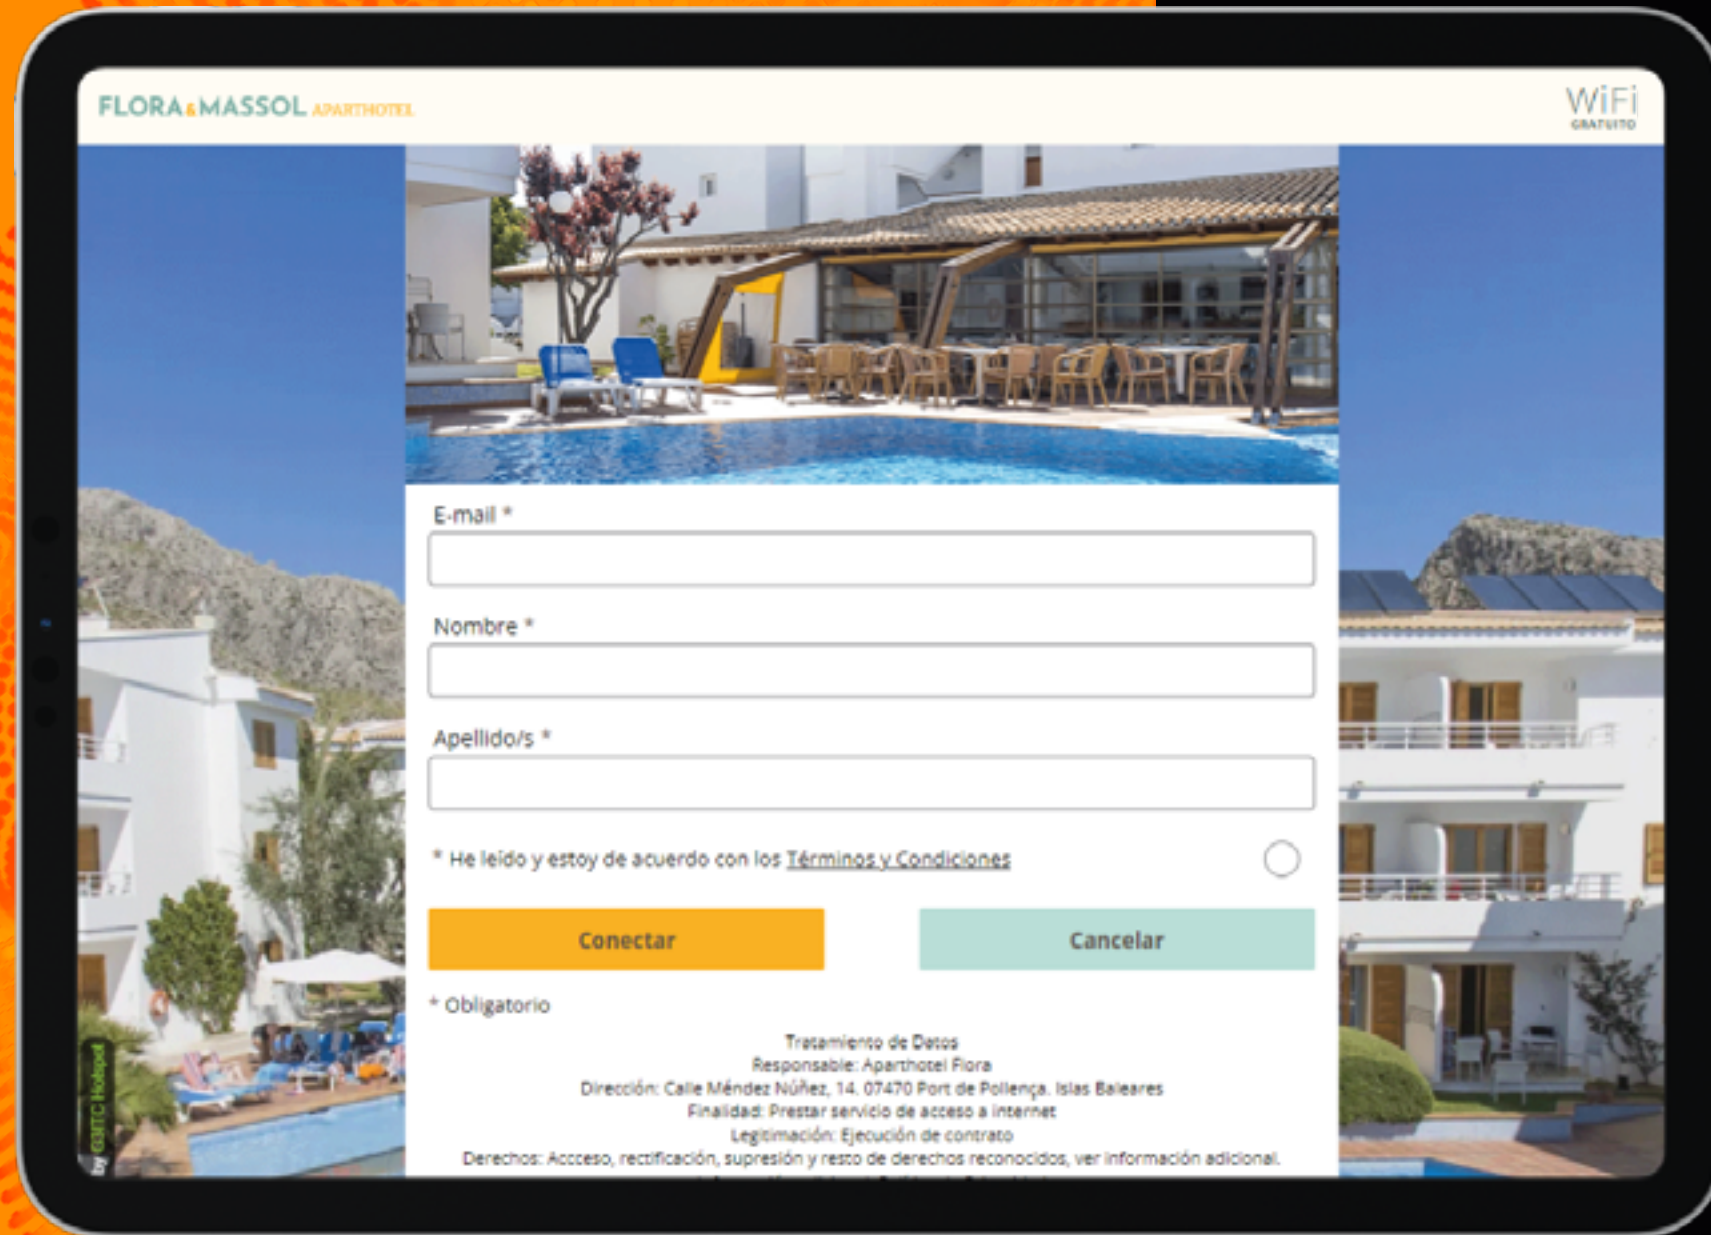 FLORA&MASSOL APARTHOTEL
WiFi
GRATUITO
E-mail *
Nombre *
Apellido/s *
* He leído y estoy de acuerdo con los Términos y Condiciones
Conectar
Cancelar
* Obligatorio
Tratamiento de Datos
Responsable: Aparthotel Flora
Dirección: Calle Méndez Núñez, 14. 07470 Port de Pollença. Islas Baleares
Finalidad: Prestar servicio de acceso a internet
Legitimación: Ejecución de contrato
Derechos: Accceso, rectificación, supresión y resto de derechos reconocidos, ver información adicional.
by G3ITC Hotspot